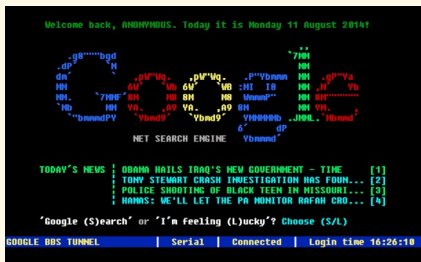 Welcome back, ANONYMOUS. Today it is Monday 11 August 2014!
Google
NET SEARCH ENGINE
TODAY'S NEWS
OBAMA HAILS IRAQ'S NEW GOVERNMENT - TIME [1]
TONY STEWART CRASH INVESTIGATION HAS FOUN... [2]
POLICE SHOOTING OF BLACK TEEN IN MISSOURI... [3]
HAMAS: WE'LL LET THE PA MONITOR RAFAH CRO... [4]
'Google (S)earch' or 'I'm feeling (L)ucky'? Choose (S/L)
GOOGLE BBS TUNNEL | Serial | Connected | Login time 16:26:10